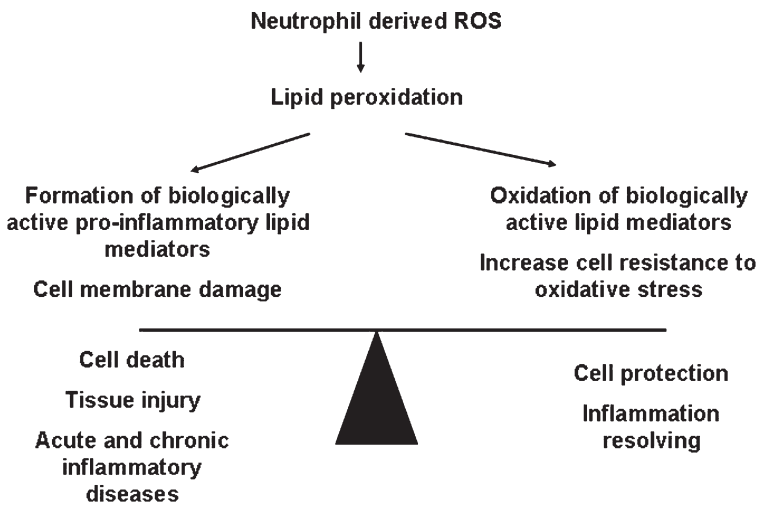 Neutrophil derived ROS
Lipid peroxidation
Formation of biologically
active pro-inflammatory lipid
mediators
Cell membrane damage
Oxidation of biologically
active lipid mediators
Increase cell resistance to
oxidative stress
Cell death
Tissue injury
Acute and chronic
inflammatory
diseases
Cell protection
Inflammation
resolving